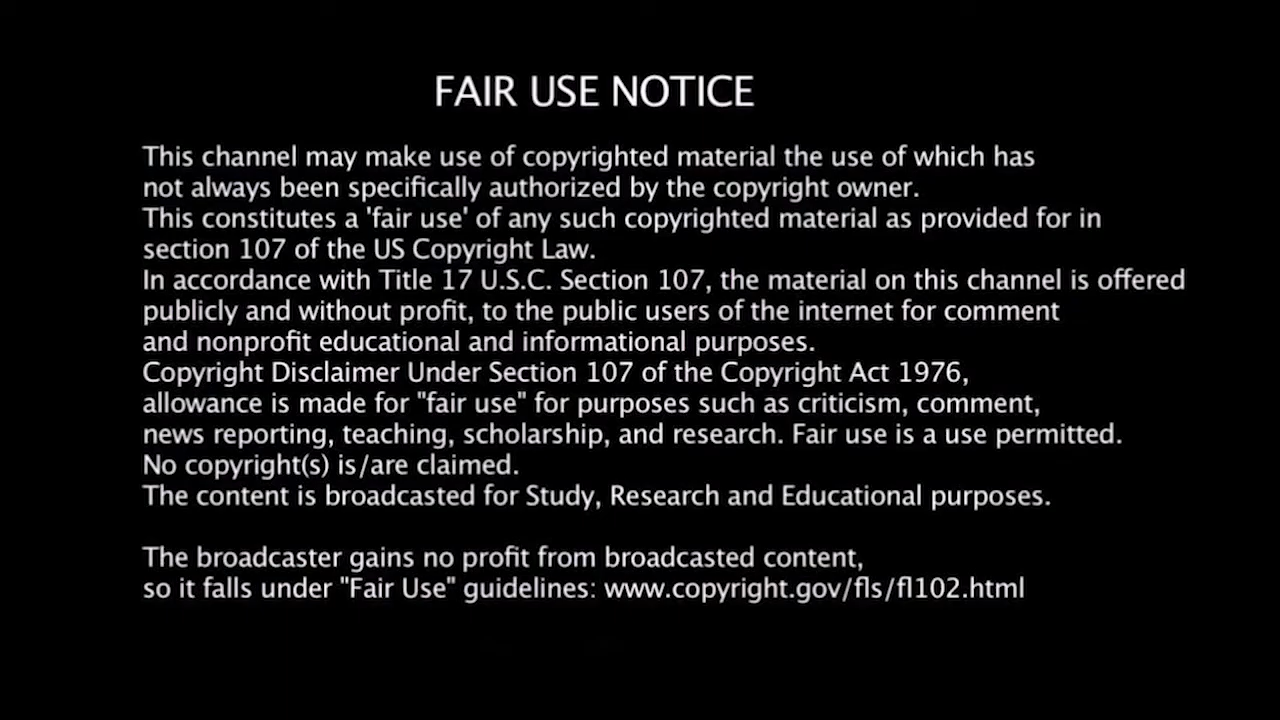 FAIR USE NOTICE
This channel may make use of copyrighted material the use of which has
not always been specifically authorized by the copyright owner.
This constitutes a 'fair use' of any such copyrighted material as provided for in
section 107 of the US Copyright Law.
In accordance with Title 17 U.S.C. Section 107, the material on this channel is offered
publicly and without profit, to the public users of the internet for comment
and nonprofit educational and informational purposes.
Copyright Disclaimer Under Section 107 of the Copyright Act 1976,
allowance is made for "fair use" for purposes such as criticism, comment,
news reporting, teaching, scholarship, and research. Fair use is a use permitted.
No copyright(s) is/are claimed.
The content is broadcasted for Study, Research and Educational purposes.
The broadcaster gains no profit from broadcasted content,
so it falls under "Fair Use" guidelines: www.copyright.gov/fls/fl102.html